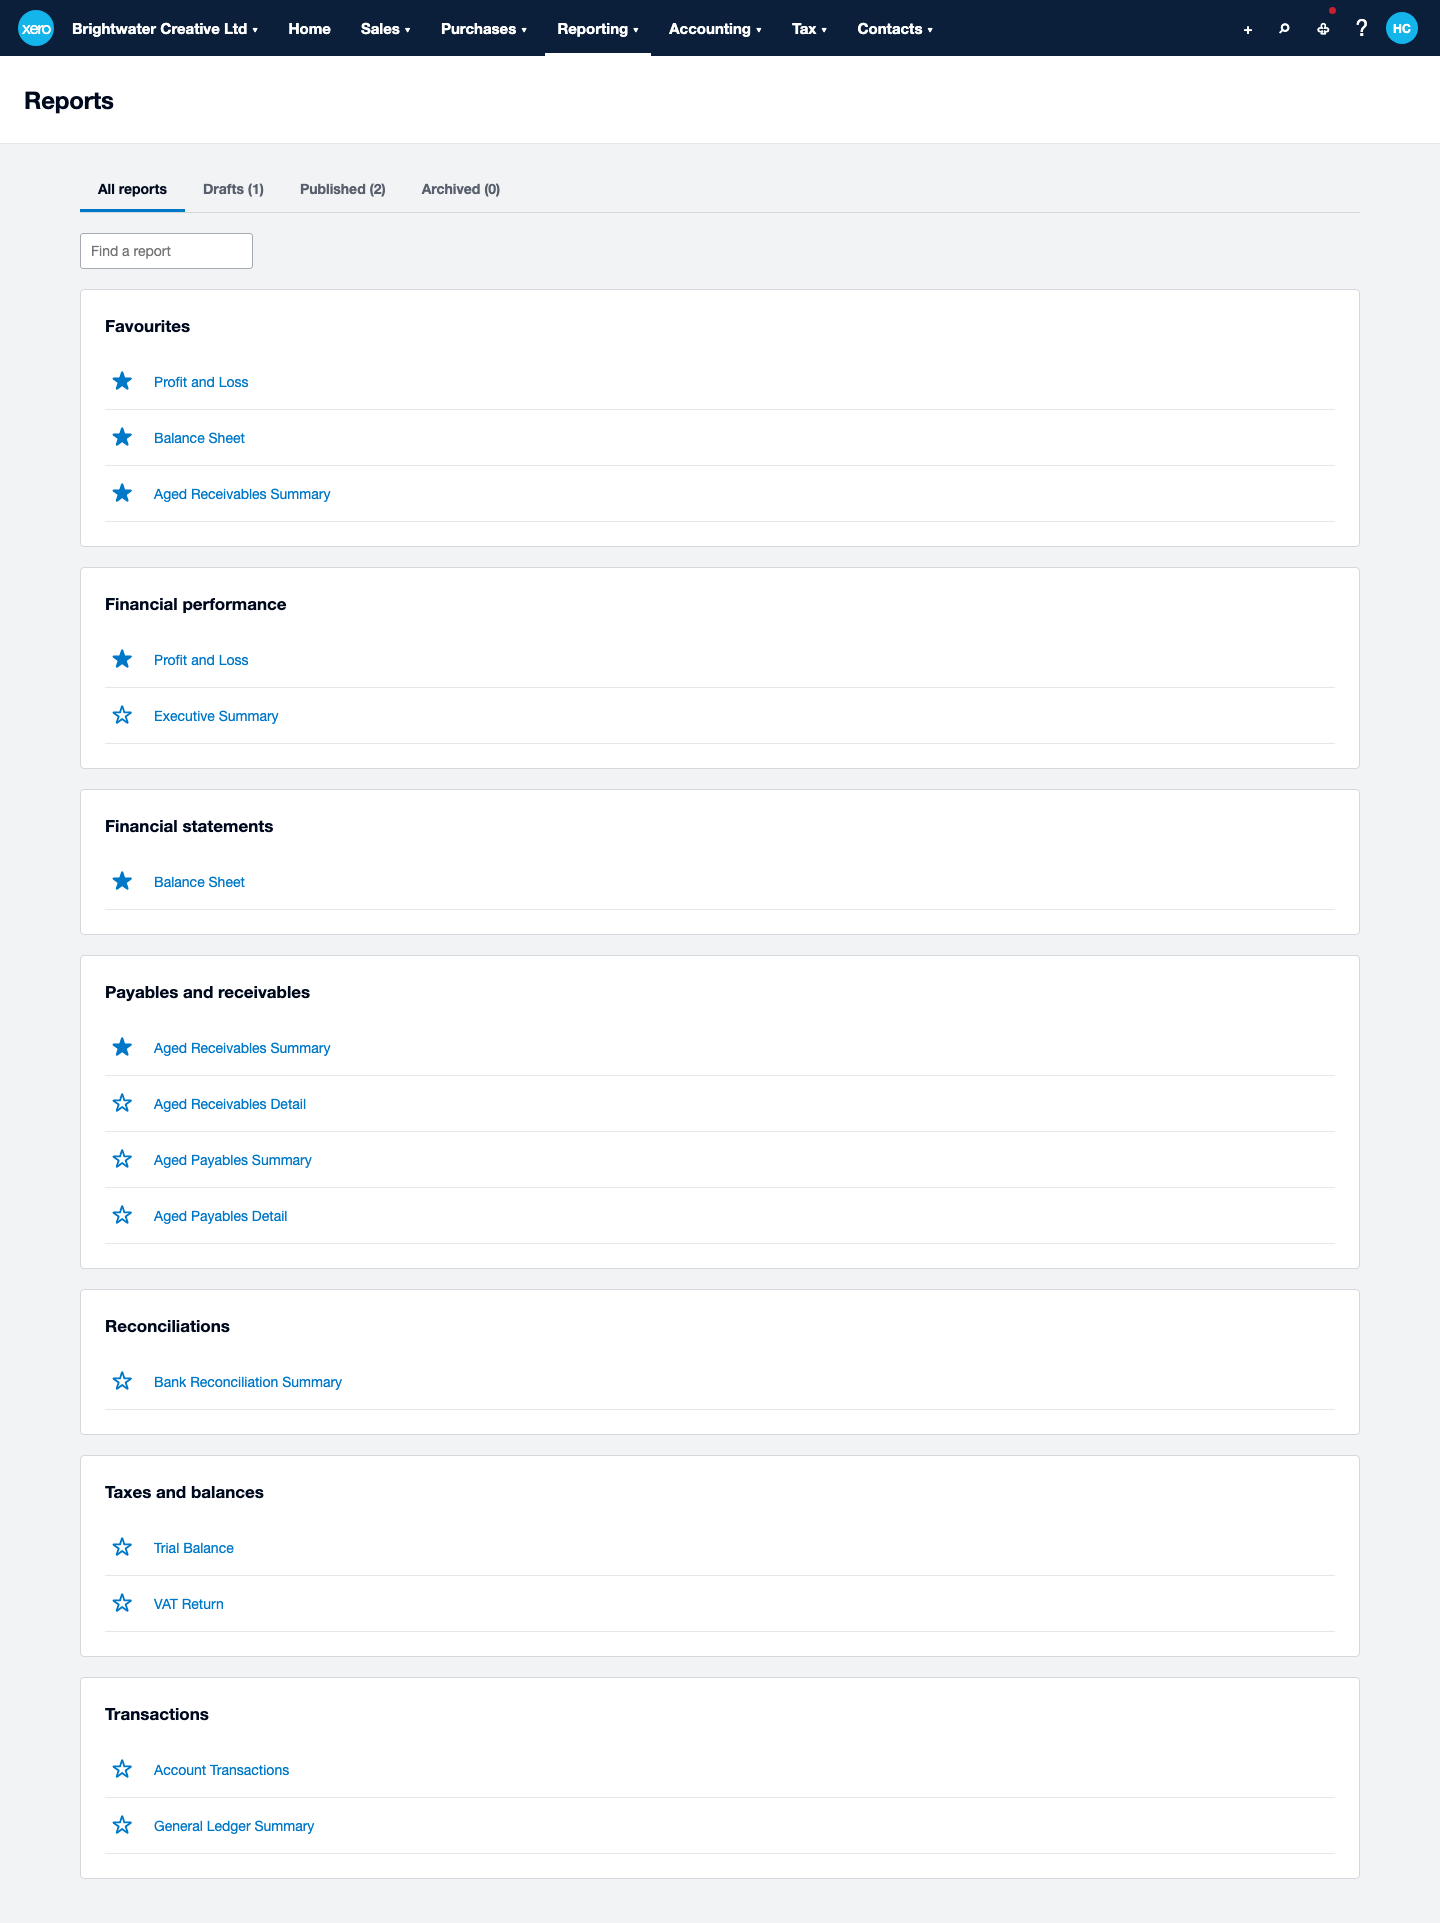 xero Brightwater Creative Ltd Home Sales Purchases Reporting Accounting Tax Contacts + ? HC
Reports
All reports Drafts (1) Published (2) Archived (0)
Find a report
Favourites
Profit and Loss
Balance Sheet
Aged Receivables Summary
Financial performance
Profit and Loss
Executive Summary
Financial statements
Balance Sheet
Payables and receivables
Aged Receivables Summary
Aged Receivables Detail
Aged Payables Summary
Aged Payables Detail
Reconciliations
Bank Reconciliation Summary
Taxes and balances
Trial Balance
VAT Return
Transactions
Account Transactions
General Ledger Summary